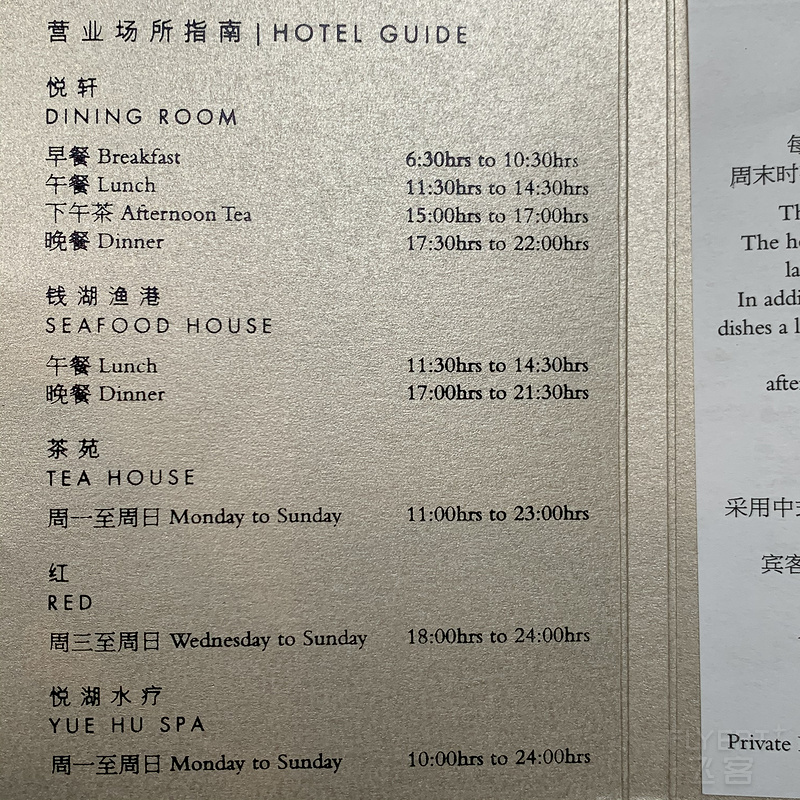 营业场所指南 | HOTEL GUIDE
悦轩
DINING ROOM
早餐 Breakfast 6:30hrs to 10:30hrs
午餐 Lunch 11:30hrs to 14:30hrs
下午茶 Afternoon Tea 15:00hrs to 17:00hrs
晚餐 Dinner 17:30hrs to 22:00hrs
钱湖渔港
SEAFOOD HOUSE
午餐 Lunch 11:30hrs to 14:30hrs
晚餐 Dinner 17:00hrs to 21:30hrs
茶苑
TEA HOUSE
周一至周日 Monday to Sunday 11:00hrs to 23:00hrs
红
RED
周三至周日 Wednesday to Sunday 18:00hrs to 24:00hrs
悦湖水疗
YUE HU SPA
周一至周日 Monday to Sunday 10:00hrs to 24:00hrs
周末时
The
In addi
dishes a
采用中
宾客
Private
飞客